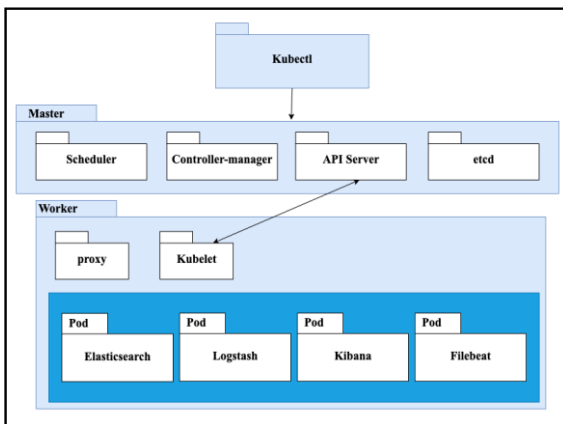 Kubectl
Master
Scheduler
Controller-manager
API Server
etcd
Worker
proxy
Kubelet
Pod
Elasticsearch
Pod
Logstash
Pod
Kibana
Pod
Filebeat